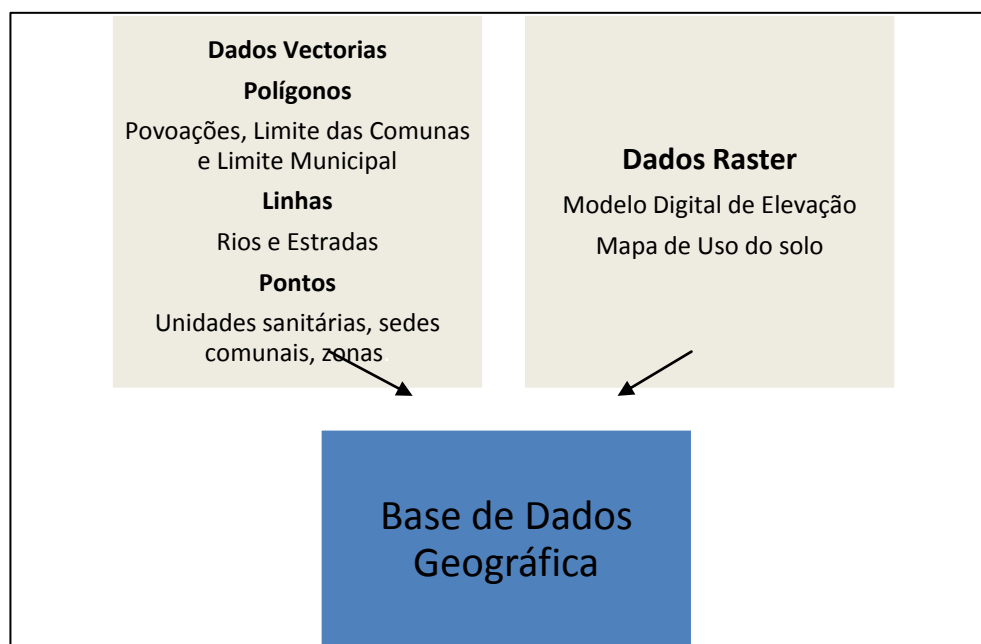 Dados Vectorias
Polígonos
Povoações, Limite das Comunas
e Limite Municipal
Linhas
Rios e Estradas
Pontos
Unidades sanitárias, sedes
comunais, zonas.
Dados Raster
Modelo Digital de Elevação
Mapa de Uso do solo
Base de Dados
Geográfica